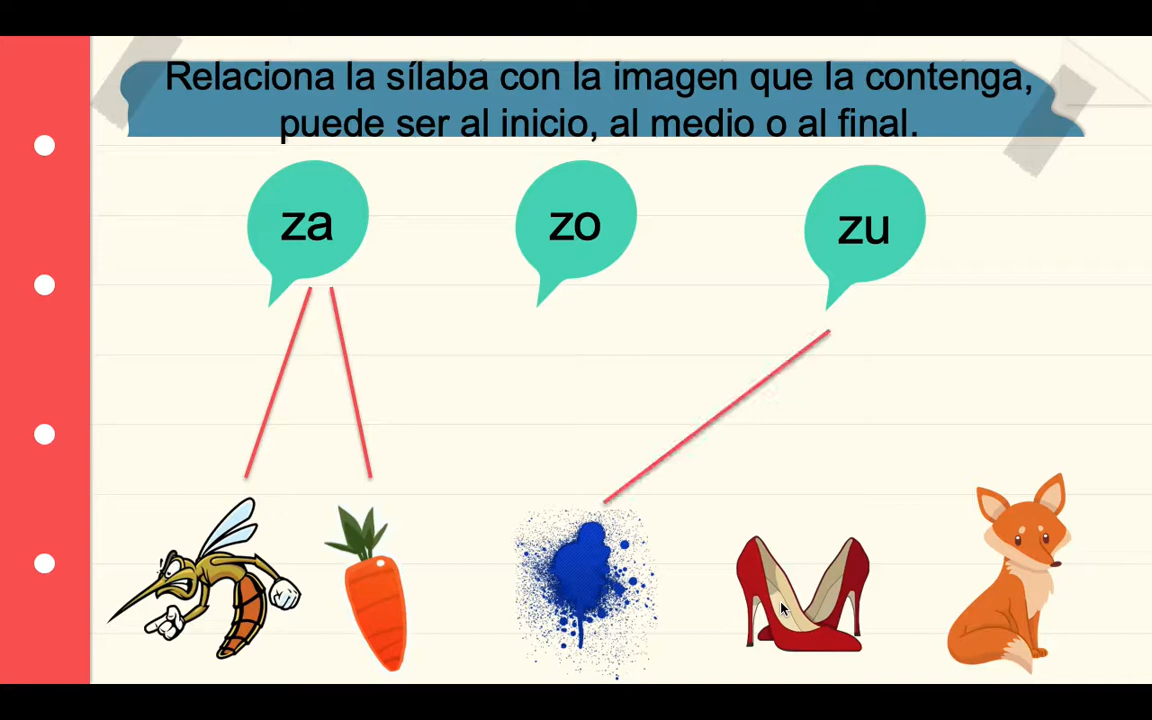 Relaciona la sílaba con la imagen que la contenga,
puede ser al inicio, al medio o al final.
za
zo
zu